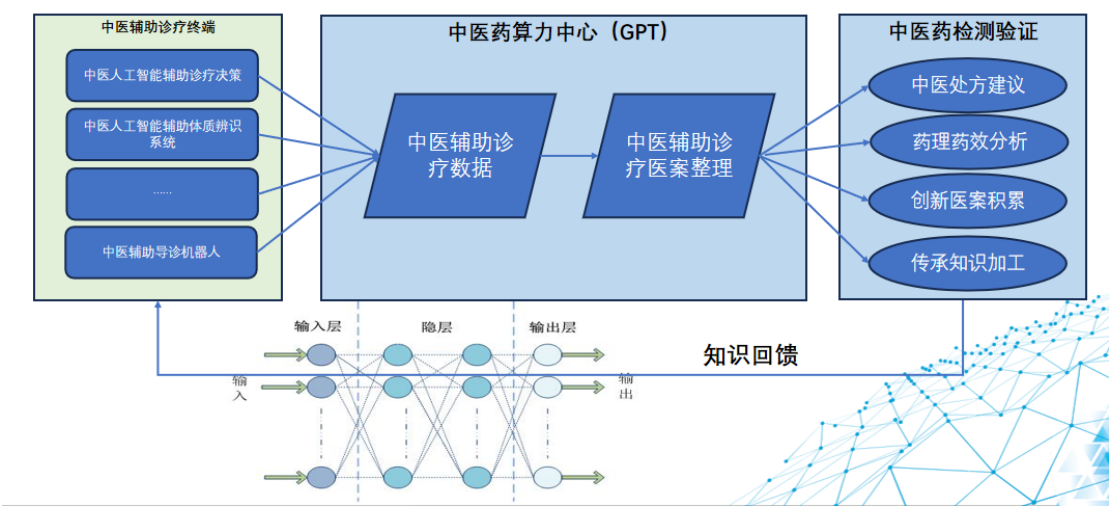 中医辅助诊疗终端
中医人工智能辅助诊疗决策
中医人工智能辅助体质辨识
系统
......
中医辅助导诊机器人
中医药算力中心（GPT）
中医辅助诊
疗数据
中医辅助诊
疗医案整理
中医药检测验证
中医处方建议
药理药效分析
创新医案积累
传承知识加工
知识回馈
输入层
隐层
输出层
输
入
输
出